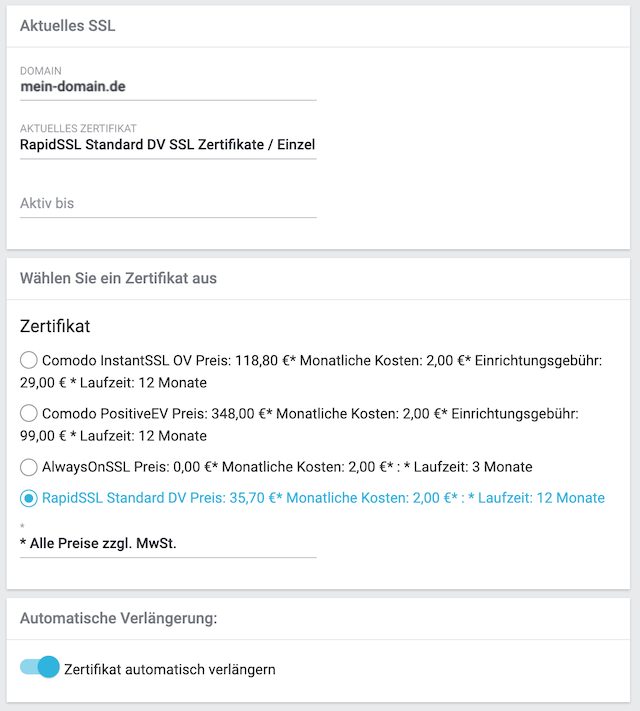 Aktuelles SSL
DOMAIN
mein-domain.de
AKTUELLES ZERTIFIKAT
RapidSSL Standard DV SSL Zertifikate / Einzel
Aktiv bis
Wählen Sie ein Zertifikat aus
Zertifikat
Comodo InstantSSL OV Preis: 118,80 €* Monatliche Kosten: 2,00 €* Einrichtungsgebühr:
29,00 € * Laufzeit: 12 Monate
Comodo PositiveEV Preis: 348,00 €* Monatliche Kosten: 2,00 €* Einrichtungsgebühr:
99,00 € * Laufzeit: 12 Monate
AlwaysOnSSL Preis: 0,00 €* Monatliche Kosten: 2,00 €* : * Laufzeit: 3 Monate
RapidSSL Standard DV Preis: 35,70 €* Monatliche Kosten: 2,00 €* : * Laufzeit: 12 Monate
*
* Alle Preise zzgl. MwSt.
Automatische Verlängerung:
Zertifikat automatisch verlängern